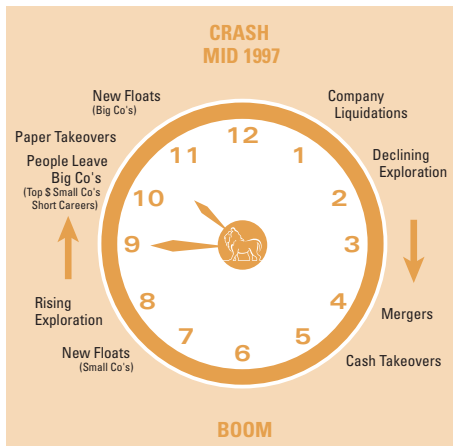 CRASH
MID 1997
New Floats
(Big Co's)
Paper Takeovers
People Leave
Big Co's
(Top $ Small Co's
Short Careers)
Rising
Exploration
New Floats
(Small Co's)
Company
Liquidations
Declining
Exploration
Mergers
Cash Takeovers
12
1
2
3
4
5
6
7
8
9
10
11
BOOM